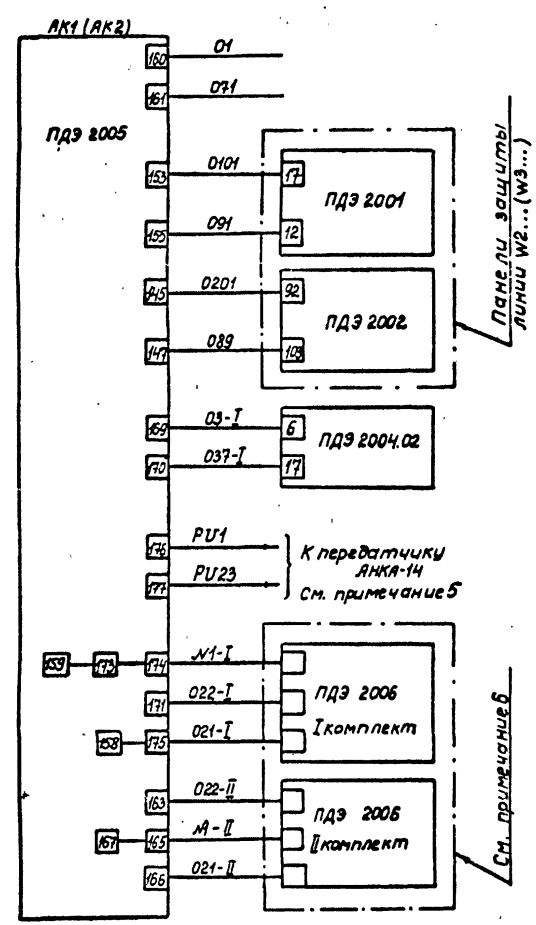 АК1 (АК2)
160 01
161 071
ПДЭ 2005
153 0101 17
ПДЭ 2001
155 091 12
145 0201 92
ПДЭ 2002
147 089 103
Панели защиты
линии W2... (W3...)
169 03-I 6
ПДЭ 2004.02
170 037-I 17
176 PU1
К передатчику
АНКА-14
177 PU23
См. примечание 5
159 173 174 N1-I
171 022-I
ПДЭ 2006
I комплект
158 175 021-I
163 022-II
ПДЭ 2006
II комплект
167 165
166 021-II
См. примечание 6